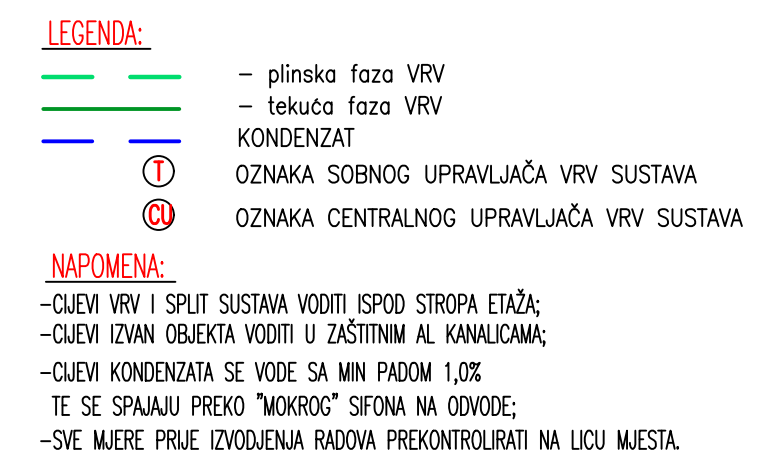 LEGENDA:
– plinska faza VRV
– tekuća faza VRV
KONDENZAT
T OZNAKA SOBNOG UPRAVLJAČA VRV SUSTAVA
CU OZNAKA CENTRALNOG UPRAVLJAČA VRV SUSTAVA
NAPOMENA:
–CIJEVI VRV I SPLIT SUSTAVA VODITI ISPOD STROPA ETAŽA;
–CIJEVI IZVAN OBJEKTA VODITI U ZAŠTITNIM AL KANALICAMA;
–CIJEVI KONDENZATA SE VODE SA MIN PADOM 1,0%
TE SE SPAJAJU PREKO "MOKROG" SIFONA NA ODVODE;
–SVE MJERE PRIJE IZVODJENJA RADOVA PREKONTROLIRATI NA LICU MJESTA.